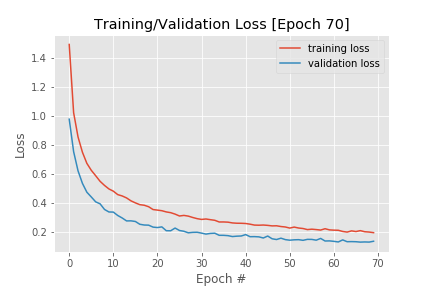 Training/Validation Loss [Epoch 70]
training loss
validation loss
1.4
1.2
1.0
0.8
0.6
0.4
0.2
Loss
0 10 20 30 40 50 60 70
Epoch #